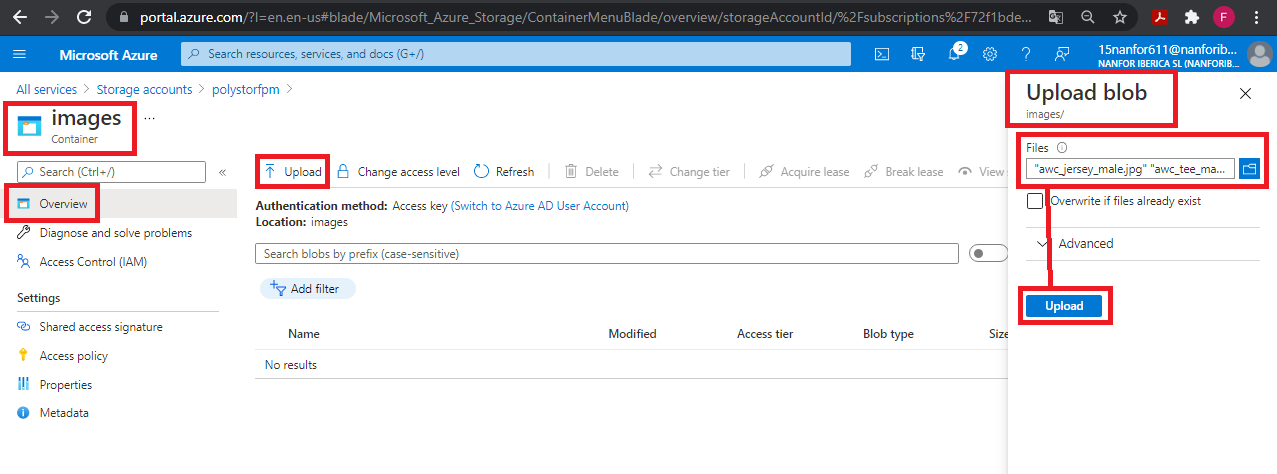 portal.azure.com/?l=en.en-us#blade/Microsoft_Azure_Storage/ContainerMenuBlade/overview/storageAccountId/%2Fsubscriptions%2F72f1bde...
F
Microsoft Azure
Search resources, services, and docs (G+/)
2
15nanfor611@nanforib...
NANFOR IBERICA SL (NANFORIB...
All services > Storage accounts > polystorfpm >
images ...
Container
Search (Ctrl+/) «
Overview
Diagnose and solve problems
Access Control (IAM)
Settings
Shared access signature
Access policy
Properties
Metadata
Upload Change access level Refresh Delete Change tier Acquire lease Break lease View
Authentication method: Access key (Switch to Azure AD User Account)
Location: images
Search blobs by prefix (case-sensitive)
Add filter
Name Modified Access tier Blob type Size
No results
Upload blob
images/
Files
"awc_jersey_male.jpg" "awc_tee_ma...
Overwrite if files already exist
Advanced
Upload